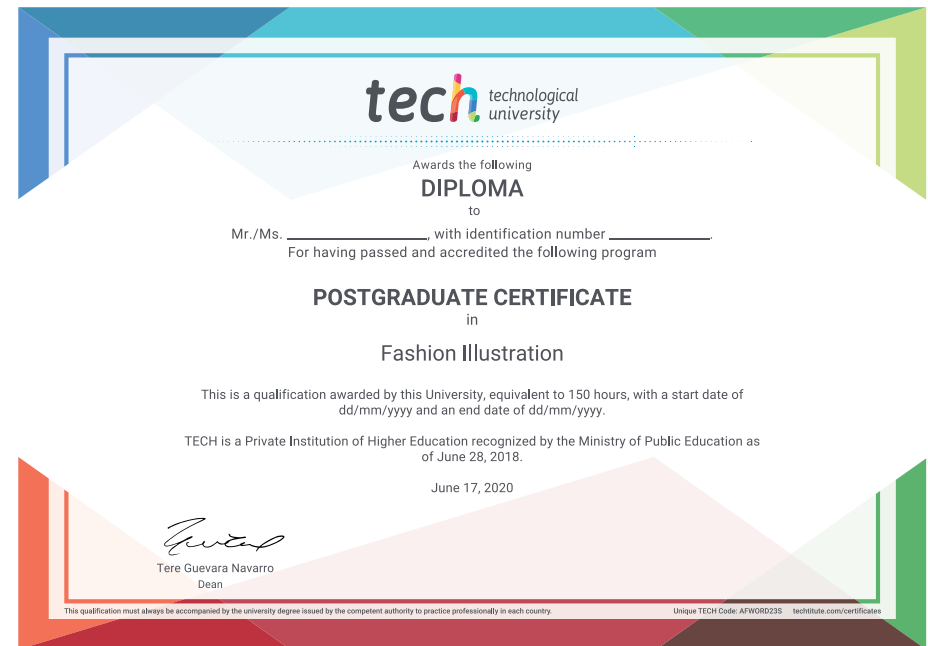 tech technological
university
Awards the following
DIPLOMA
to
Mr./Ms. __________________, with identification number _____________.
For having passed and accredited the following program
POSTGRADUATE CERTIFICATE
in
Fashion Illustration
This is a qualification awarded by this University, equivalent to 150 hours, with a start date of
dd/mm/yyyy and an end date of dd/mm/yyyy.
TECH is a Private Institution of Higher Education recognized by the Ministry of Public Education as
of June 28, 2018.
June 17, 2020
Tere Guevara Navarro
Dean
This qualification must always be accompanied by the university degree issued by the competent authority to practice professionally in each country.
Unique TECH Code: AFWORD23S techtitute.com/certificates